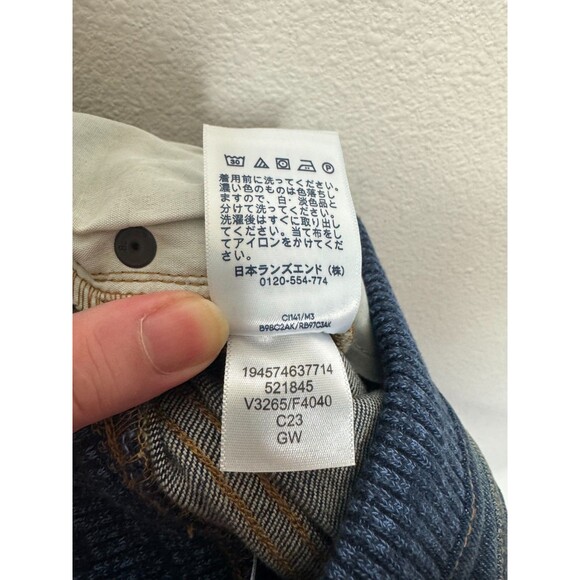 30 P
着用前に洗ってください。
濃い色のものは色落ちし
ますので、白・淡色品と
分けて洗ってください。
洗濯後はすぐに取り出し
てください。当て布をし
てアイロンをかけてくだ
さい。
日本ランズエンド（株）
0120-554-774
CI141/M3
B98C2AK/RB97C3AK
194574637714
521845
V3265/F4040
C23
GW